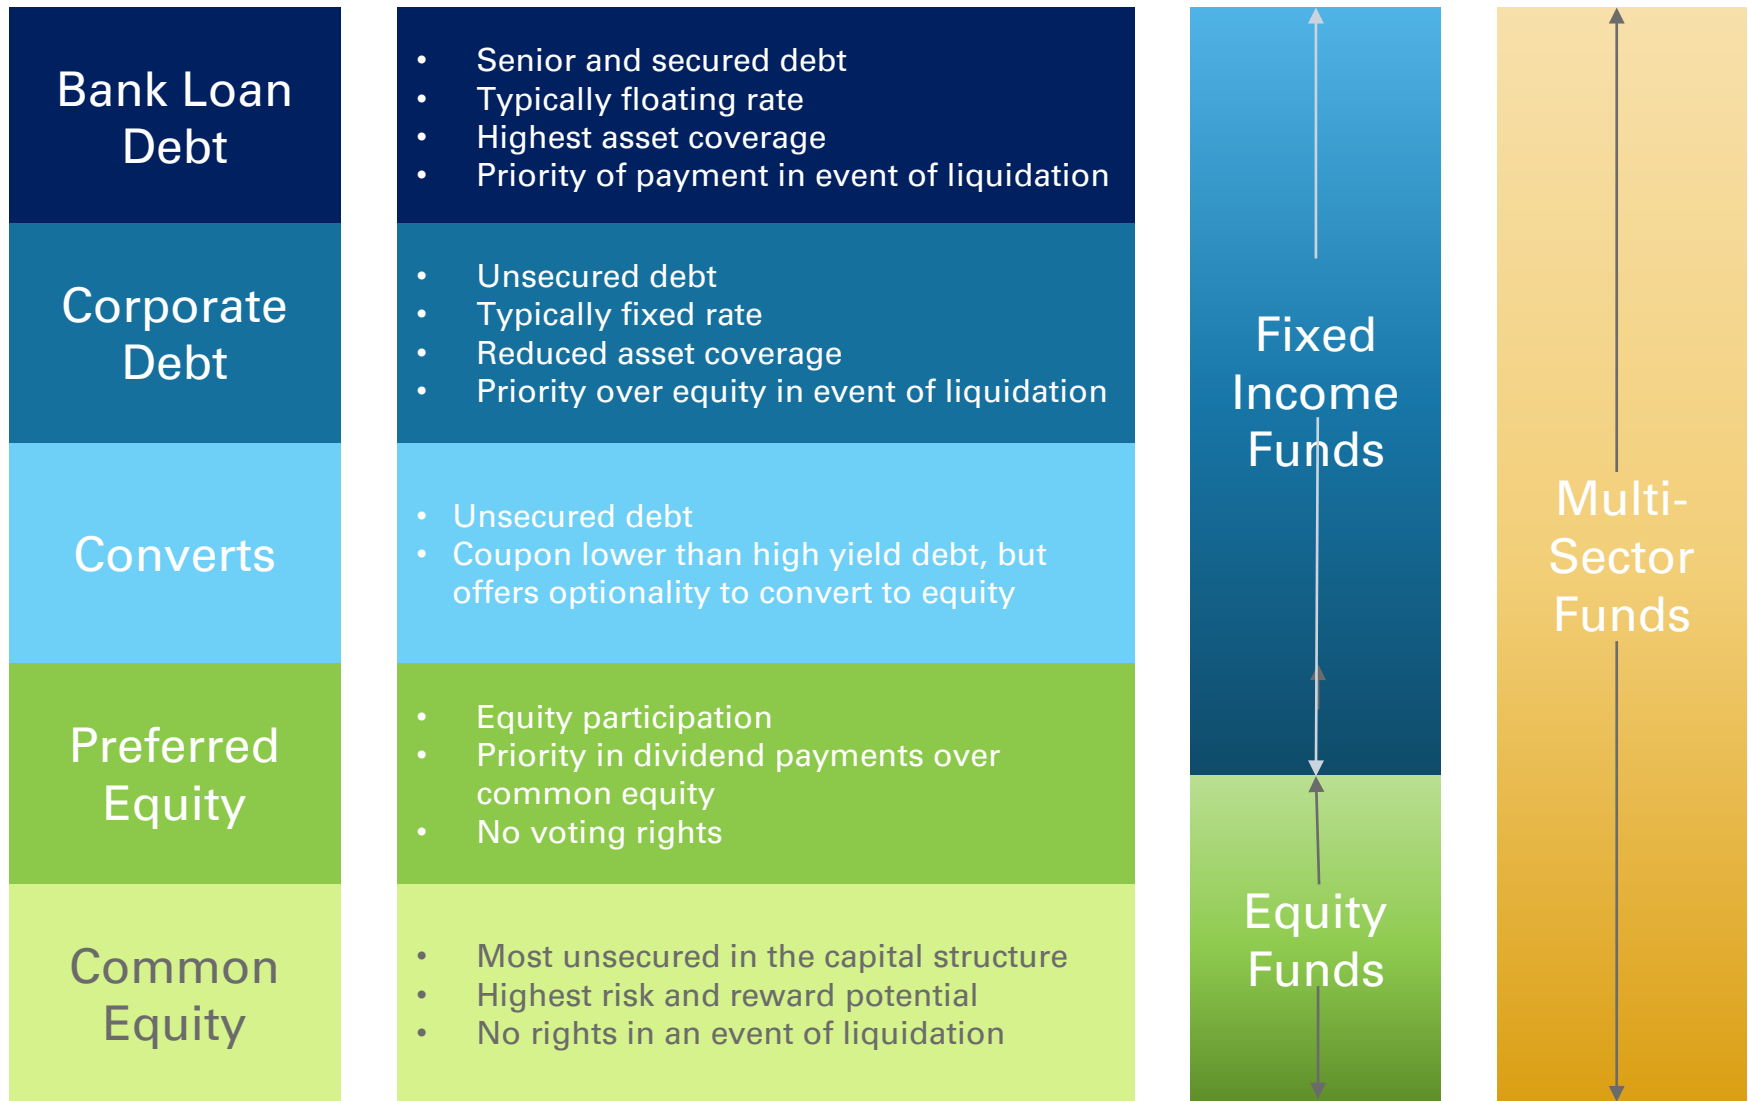 Bank Loan
Debt
• Senior and secured debt
• Typically floating rate
• Highest asset coverage
• Priority of payment in event of liquidation
Corporate
Debt
• Unsecured debt
• Typically fixed rate
• Reduced asset coverage
• Priority over equity in event of liquidation
Converts
• Unsecured debt
• Coupon lower than high yield debt, but
offers optionality to convert to equity
Preferred
Equity
• Equity participation
• Priority in dividend payments over
common equity
• No voting rights
Common
Equity
• Most unsecured in the capital structure
• Highest risk and reward potential
• No rights in an event of liquidation
Fixed
Income
Funds
Equity
Funds
Multi-
Sector
Funds